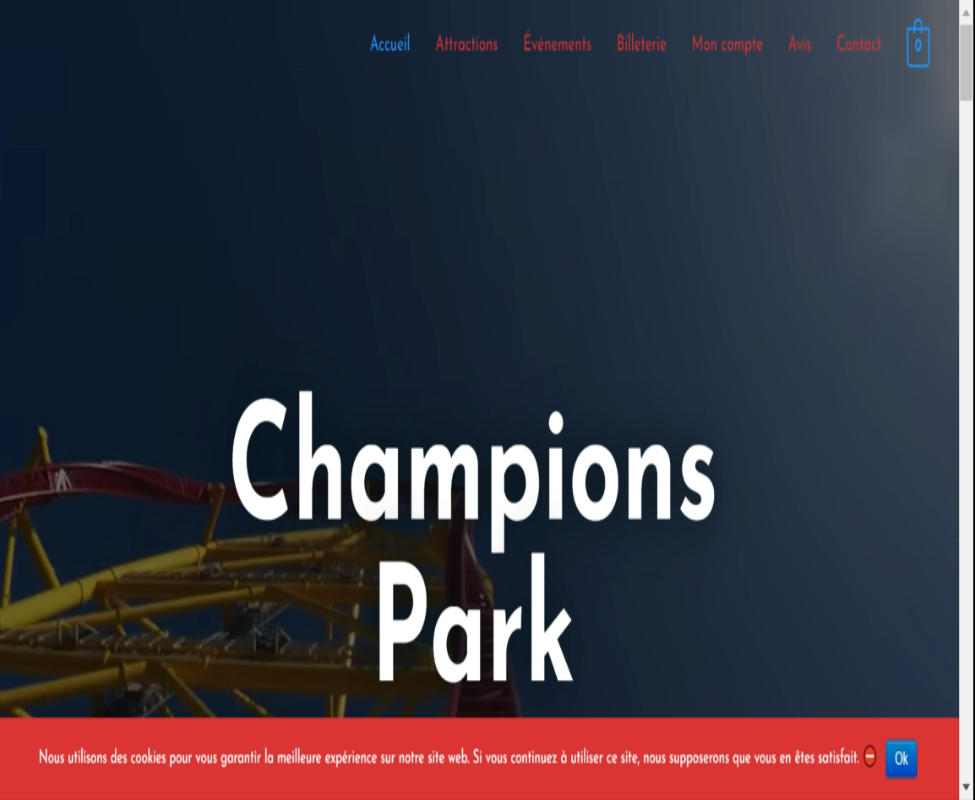 Accueil Attractions Événements Billeterie Mon compte Avis Contact 0
Champions
Park
Nous utilisons des cookies pour vous garantir la meilleure expérience sur notre site web. Si vous continuez à utiliser ce site, nous supposerons que vous en êtes satisfait. Ok